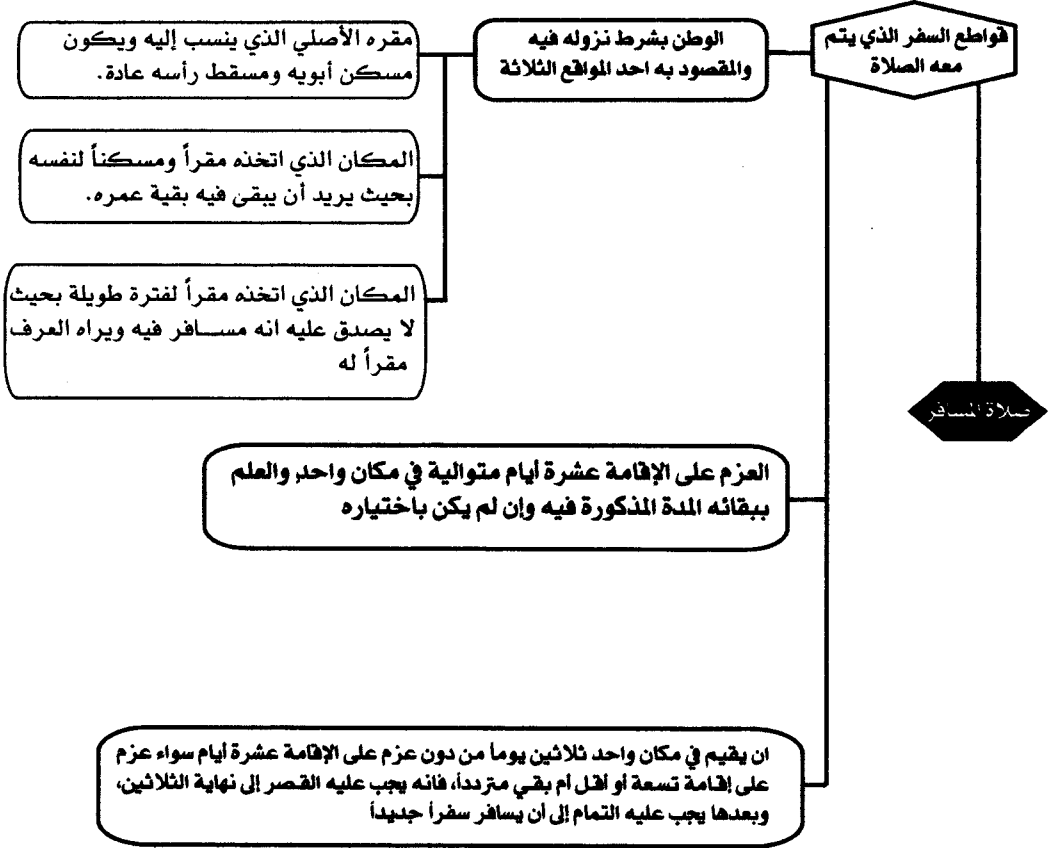 قواطع السفر الذي يتم
معه الصلاة
الوطن بشرط نزوله فيه
والمقصود به احد المواقع الثلاثة
مقره الأصلي الذي ينسب إليه ويكون
مسكن أبويه ومسقط رأسه عادة.
المكان الذي اتخذه مقراً ومسكناً لنفسه
بحيث يريد أن يبقى فيه بقية عمره.
المكان الذي اتخذه مقراً لفترة طويلة بحيث
لا يصدق عليه انه مسافر فيه ويراه العرف
مقراً له
صلاة المسافر
العزم على الإقامة عشرة أيام متوالية في مكان واحد، والعلم
ببقائه المدة المذكورة فيه وإن لم يكن باختياره
ان يقيم في مكان واحد ثلاثين يوماً من دون عزم على الإقامة عشرة أيام سواء عزم
على إقامة تسعة أو أقل أم بقي متردداً، فانه يجب عليه القصر إلى نهاية الثلاثين،
وبعدها يجب عليه التمام إلى أن يسافر سفراً جديداً